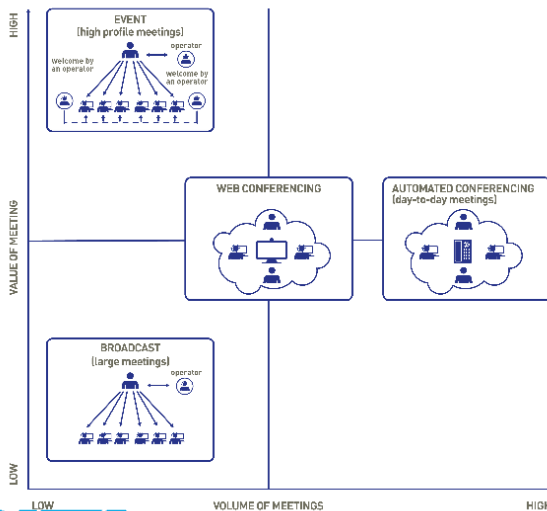 HIGH
EVENT
(high profile meetings)
operator
welcome by
an operator
welcome by
an operator
VALUE OF MEETING
WEB CONFERENCING
AUTOMATED CONFERENCING
(day-to-day meetings)
BROADCAST
(large meetings)
operator
LOW
LOW
VOLUME OF MEETINGS
HIGH